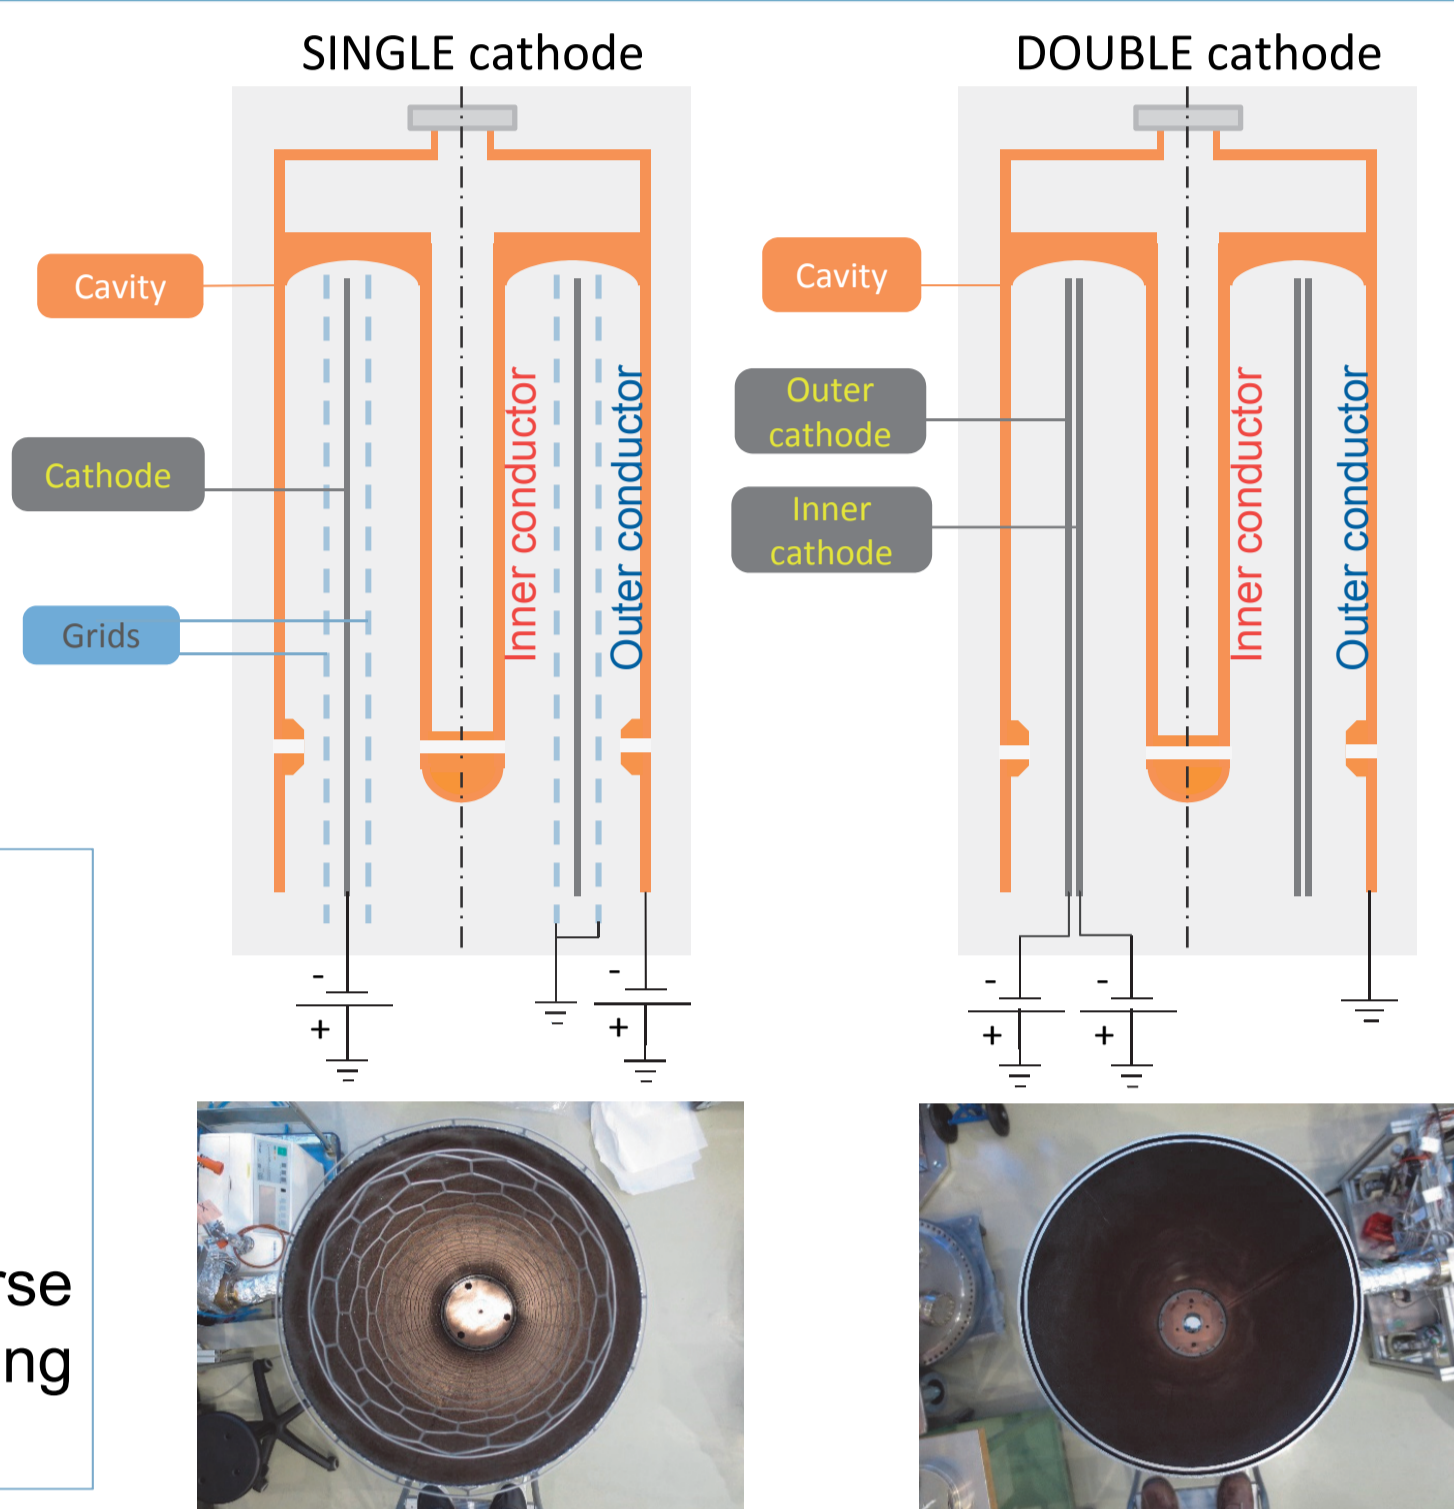 SINGLE cathode
Cavity
Cathode
Grids
Inner conductor
Outer conductor
-
+
-
+
DOUBLE cathode
Cavity
Outer
cathode
Inner
cathode
Inner conductor
Outer conductor
-
+
-
+
rse
ng